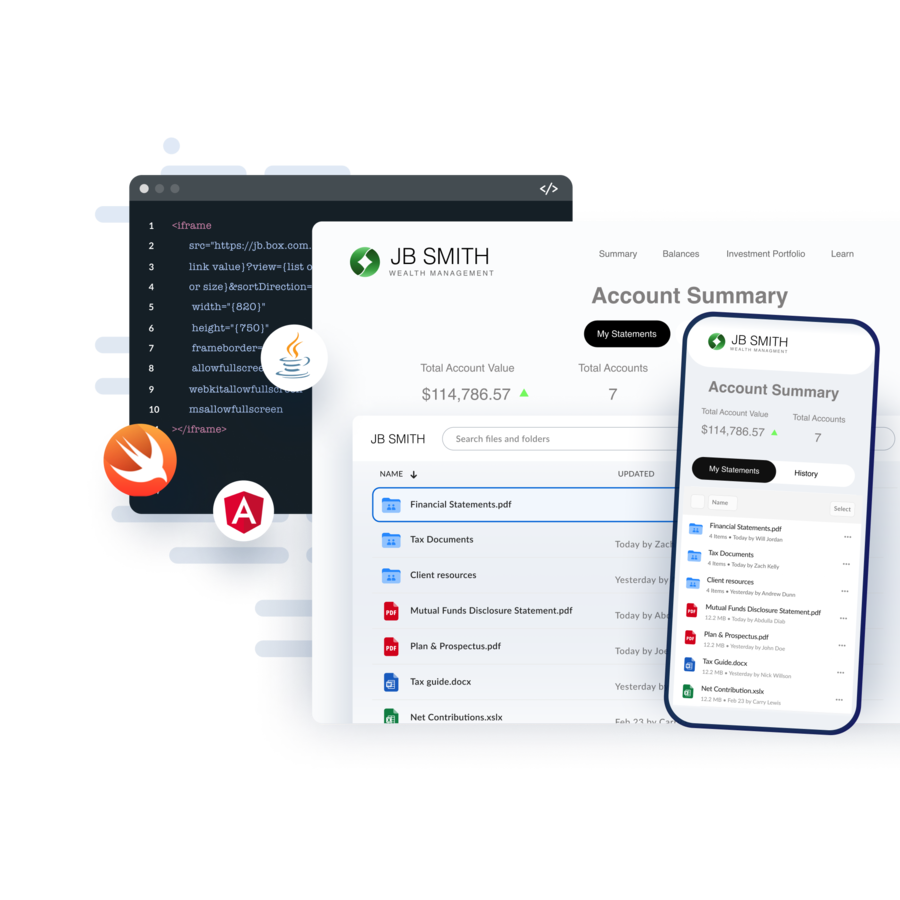 </>
1 <iframe
2 src="https://jb.box.com.
3 link value}?view={list o
4 or size}&sortDirection=
5 width="{820}"
6 height="{750}"
7 frameborder=
8 allowfullscree
9 webkitallowfullscreen
10 msallowfullscreen
></iframe>
JB SMITH
WEALTH MANAGEMENT
Summary Balances Investment Portfolio Learn
Account Summary
My Statements
Total Account Value Total Accounts
$114,786.57 7
JB SMITH Search files and folders
NAME UPDATED
Financial Statements.pdf
Tax Documents Today by Zach
Client resources Yesterday by
Mutual Funds Disclosure Statement.pdf Today by
Plan & Prospectus.pdf Today by
Tax guide.docx Yesterday by
Net Contributions.xslx Feb 23 by
JB SMITH
WEALTH MANAGMENT
Account Summary
Total Account Value Total Accounts
$114,786.57 7
My Statements History
Name Select
Financial Statements.pdf
4 Items • Today by Will Jordan
Tax Documents
4 Items • Today by Zach Kelly
Client resources
4 Items • Yesterday by Andrew Dunn
Mutual Funds Disclosure Statement.pdf
12.2 MB • Today by Abdulla Diab
Plan & Prospectus.pdf
12.2 MB • Yesterday by John Dox
Tax Guide.docx
12.2 MB • Yesterday by Nick Willson
Net Contribution.xslx
12.2 MB • Feb 23 by Carry Lewis
PDF
PDF
PDF
PDF
A